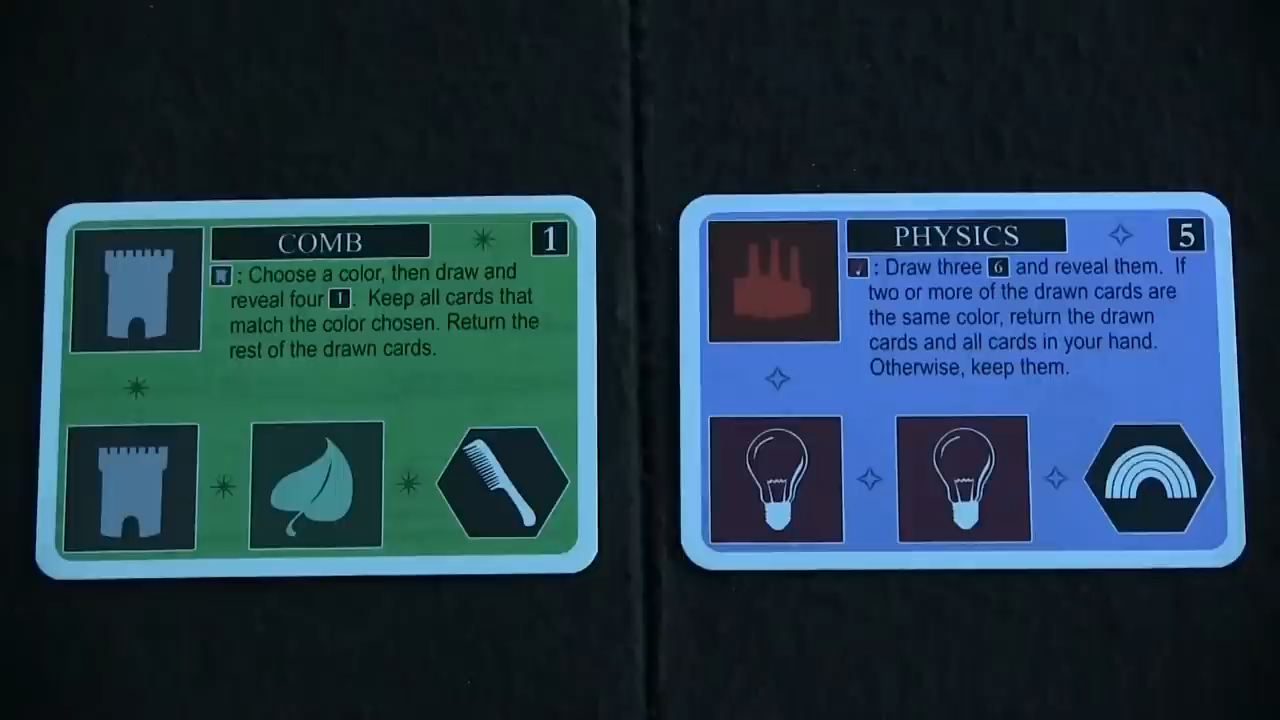 COMB
1
: Choose a color, then draw and
reveal four 1. Keep all cards that
match the color chosen. Return the
rest of the drawn cards.
PHYSICS
5
: Draw three 6 and reveal them. If
two or more of the drawn cards are
the same color, return the drawn
cards and all cards in your hand.
Otherwise, keep them.